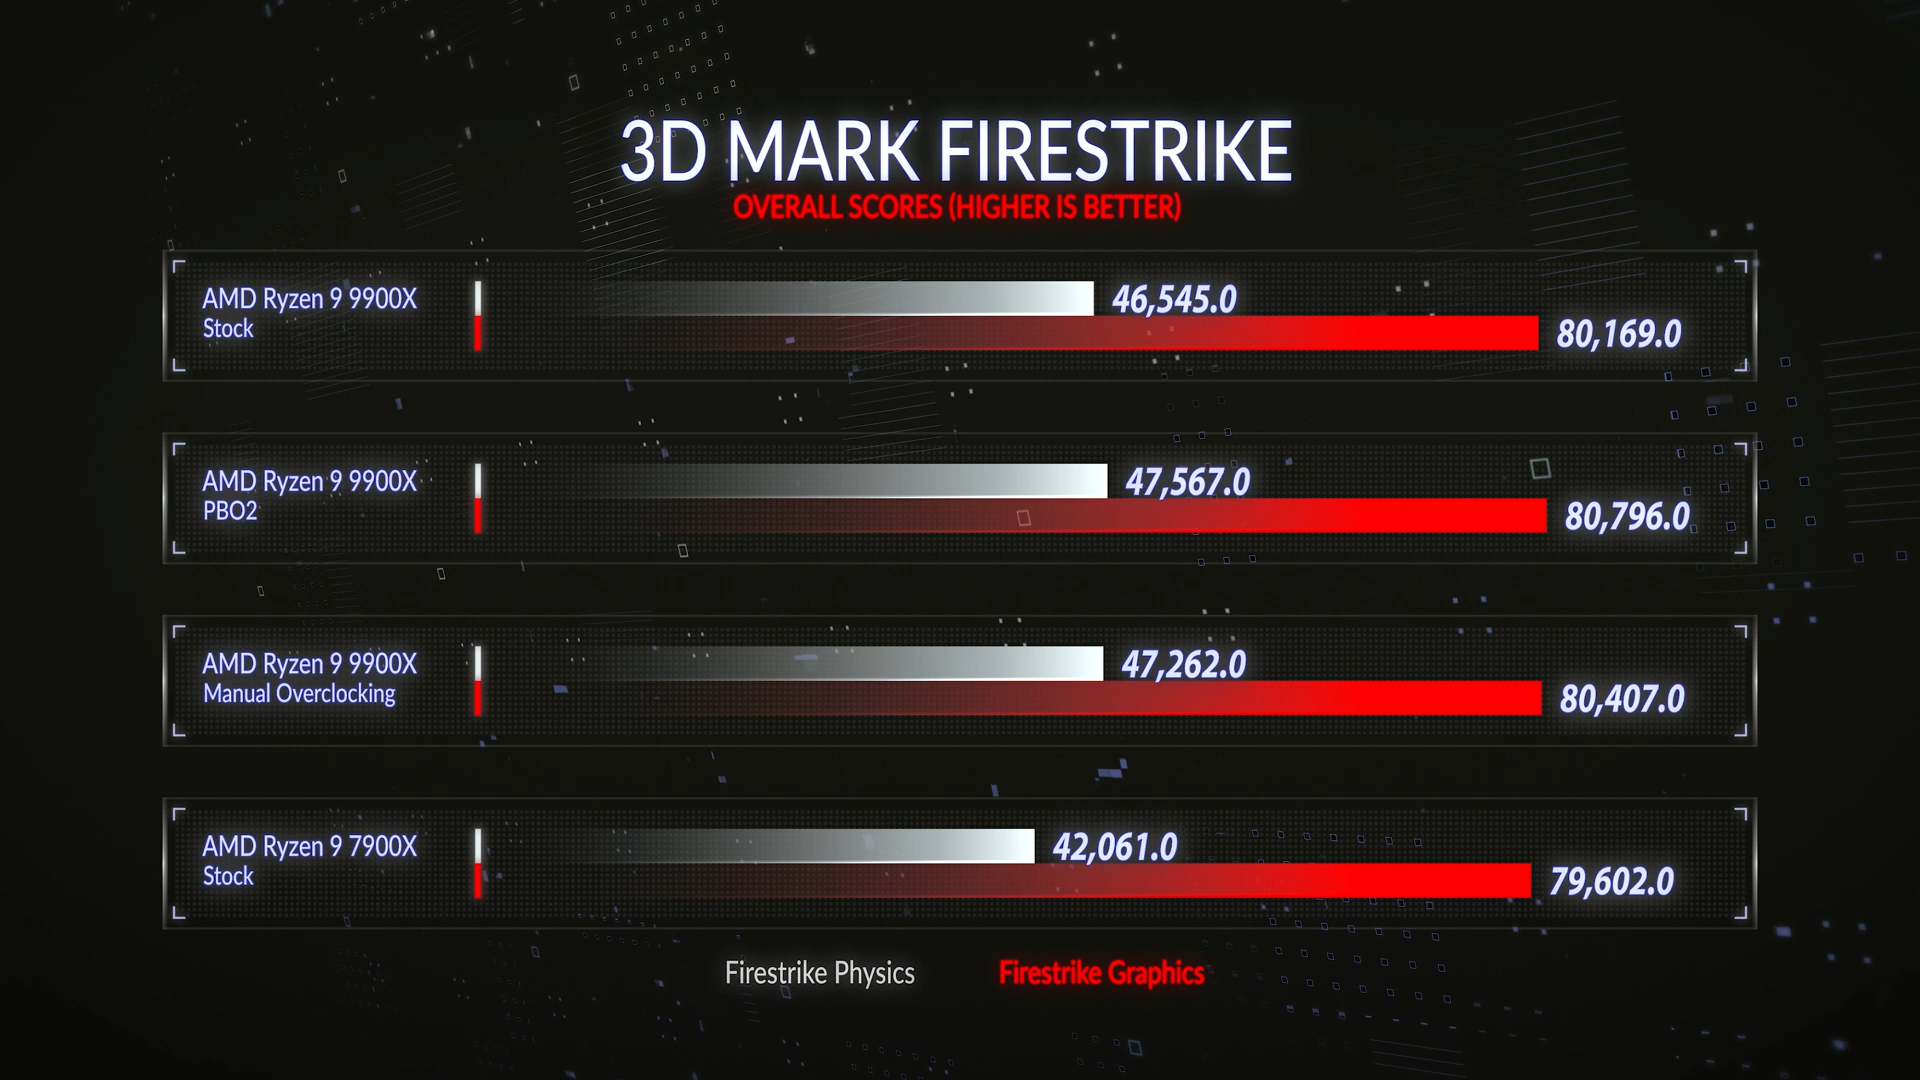 3D MARK FIRESTRIKE
OVERALL SCORES (HIGHER IS BETTER)
AMD Ryzen 9 9900X
Stock
46,545.0
80,169.0
AMD Ryzen 9 9900X
PBO2
47,567.0
80,796.0
AMD Ryzen 9 9900X
Manual Overclocking
47,262.0
80,407.0
AMD Ryzen 9 7900X
Stock
42,061.0
79,602.0
Firestrike Physics
Firestrike Graphics